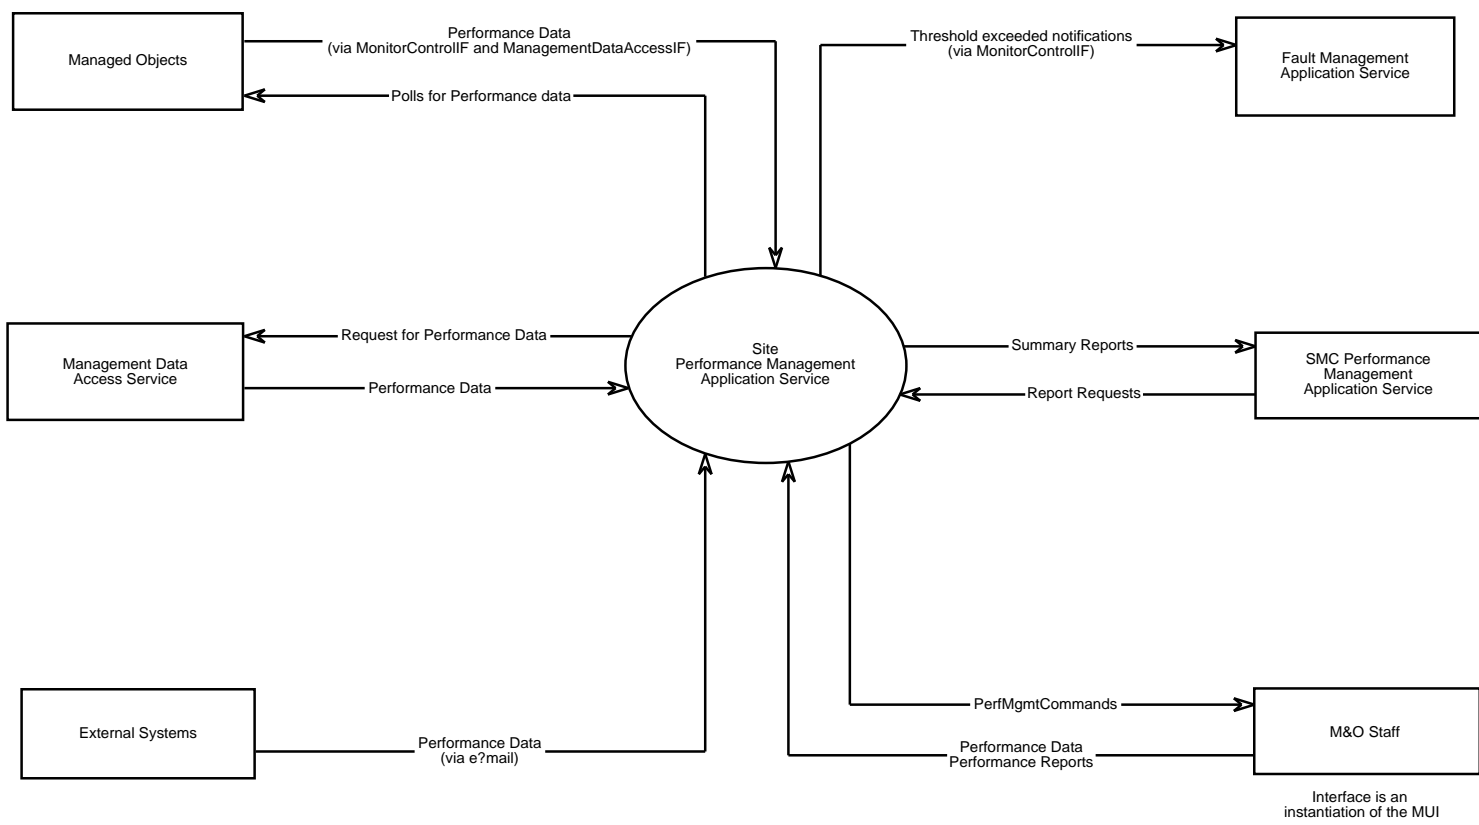 Managed Objects
Performance Data
(via MonitorControlIF and ManagementDataAccessIF)
Polls for Performance data
Threshold exceeded notifications
(via MonitorControlIF)
Fault Management
Application Service
Management Data
Access Service
Request for Performance Data
Performance Data
Site
Performance Management
Application Service
Summary Reports
Report Requests
SMC Performance
Management
Application Service
External Systems
Performance Data
(via e?mail)
PerfMgmtCommands
Performance Data
Performance Reports
M&O Staff
Interface is an
instantiation of the MUI